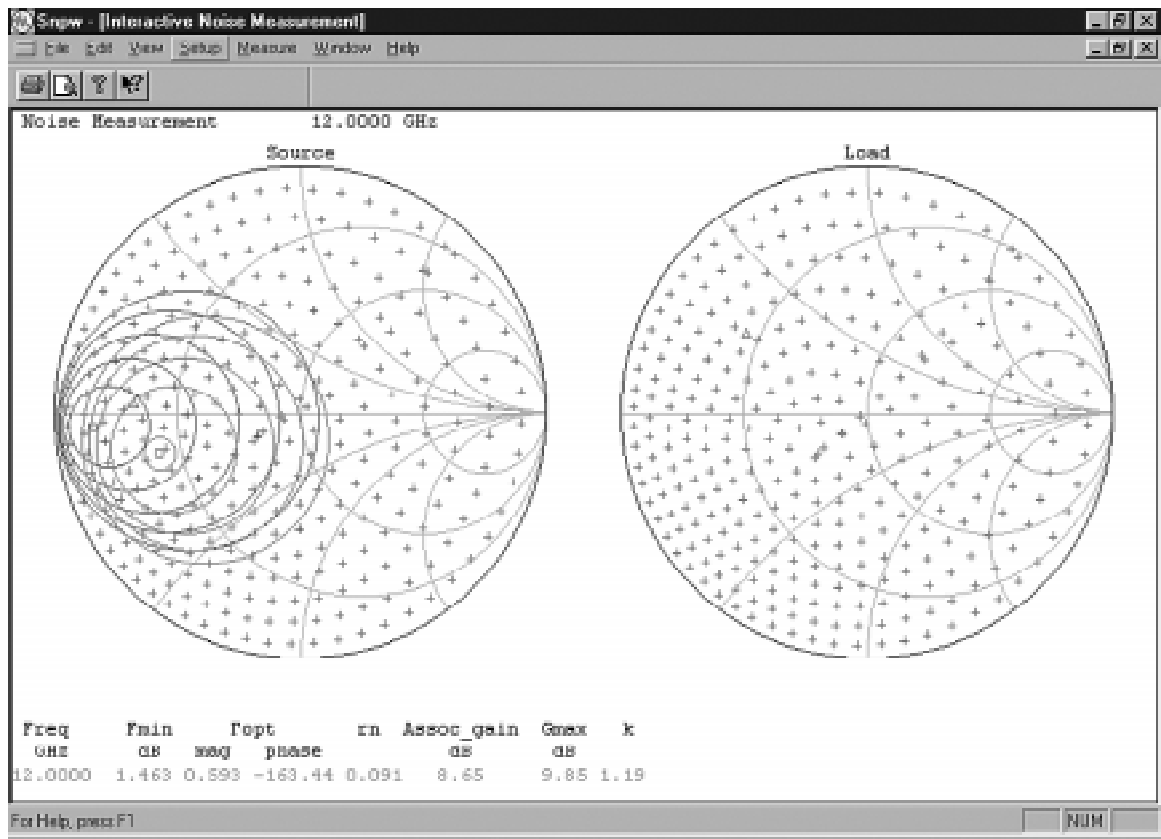 Snpw - [Interactive Noise Measurement]
File Edit View Setup Measure Window Help
Noise Measurement 12.0000 GHz
Source Load
Freq Fmin Γopt rn Assoc_gain Gmax k
GHz dB mag phase dB dB
12.0000 1.463 0.593 -163.44 0.091 8.65 9.85 1.19
For Help, press F1 NUM